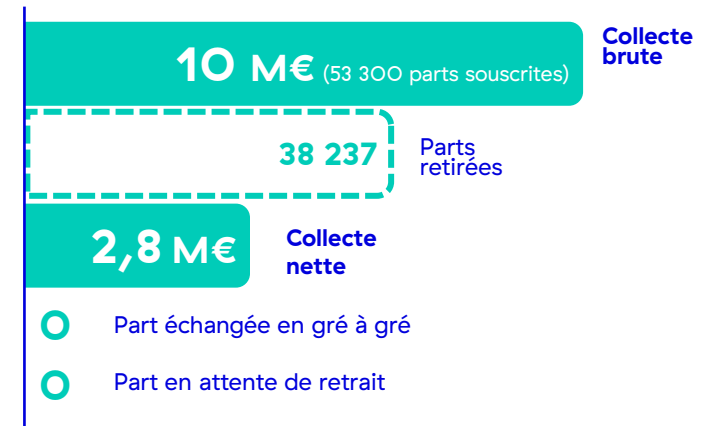 10 M€ (53 300 parts souscrites)
Collecte
brute
38 237
Parts
retirées
2,8 M€
Collecte
nette
0 Part échangée en gré à gré
0 Part en attente de retrait